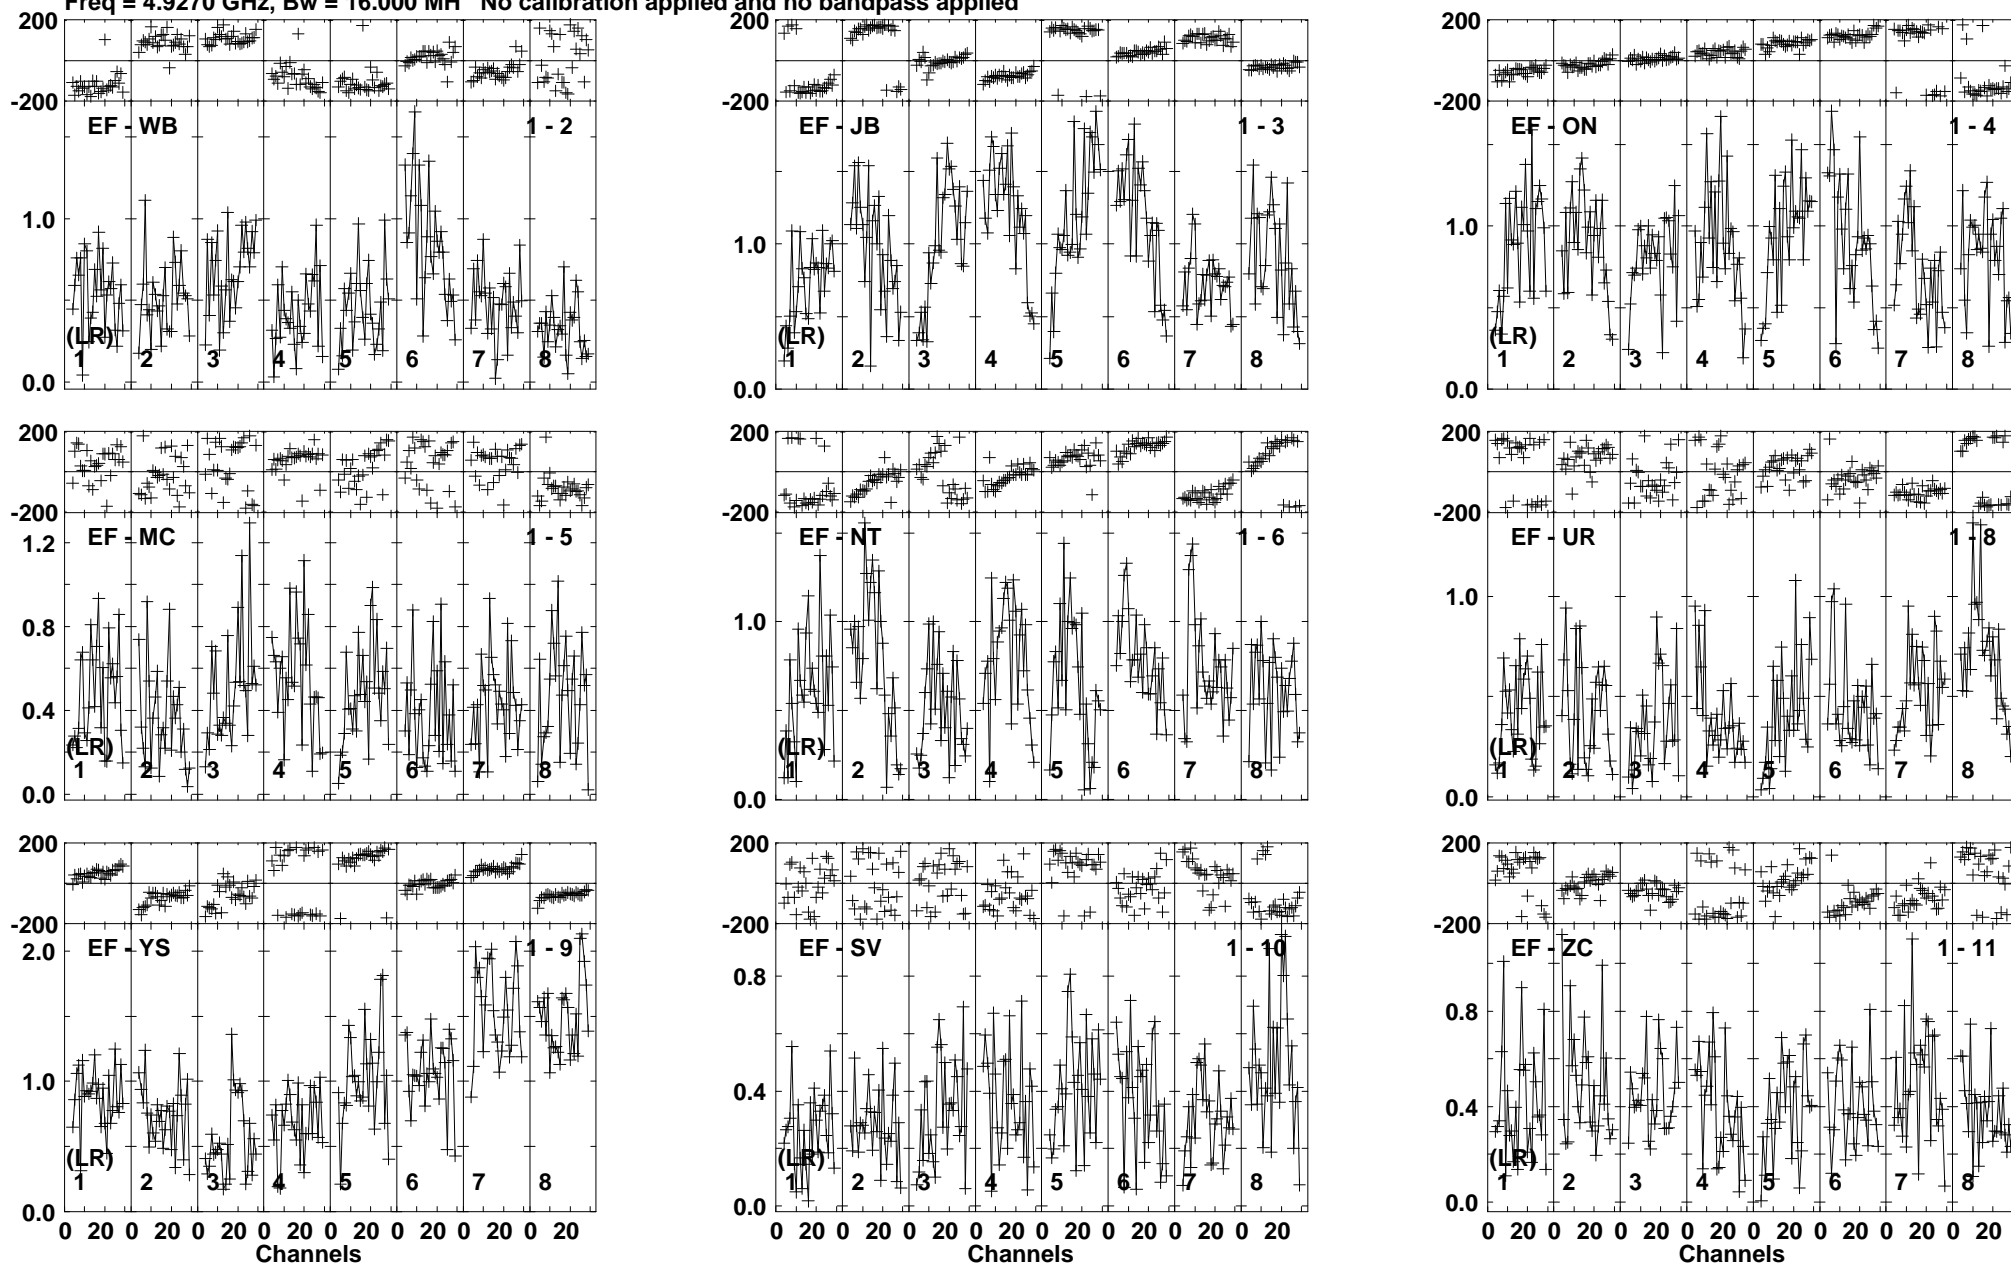 Freq = 4.9270 GHz, Bw = 16.000 MH No calibration applied and no bandpass applied
200
-200
EF - WB 1 - 2
1.0
0.0
(LR)
1 2 3 4 5 6 7 8
200
-200
EF - JB 1 - 3
1.0
0.0
(LR)
1 2 3 4 5 6 7 8
200
-200
EF - ON 1 - 4
1.0
0.0
(LR)
1 2 3 4 5 6 7 8
200
-200
EF - MC 1 - 5
1.2
0.8
0.4
0.0
(LR)
1 2 3 4 5 6 7 8
200
-200
EF - NT 1 - 6
1.0
0.0
(LR)
1 2 3 4 5 6 7 8
200
-200
EF - UR 1 - 8
1.0
0.0
(LR)
1 2 3 4 5 6 7 8
200
-200
EF - YS 1 - 9
2.0
1.0
0.0
(LR)
1 2 3 4 5 6 7 8
0 20 0 20 0 20 0 20 0 20 0 20 0 20 0 20
Channels
200
-200
EF - SV 1 - 10
0.8
0.4
0.0
(LR)
1 2 3 4 5 6 7 8
0 20 0 20 0 20 0 20 0 20 0 20 0 20 0 20
Channels
200
-200
EF - ZC 1 - 11
0.8
0.4
0.0
(LR)
1 2 3 4 5 6 7 8
0 20 0 20 0 20 0 20 0 20 0 20 0 20 0 20
Channels